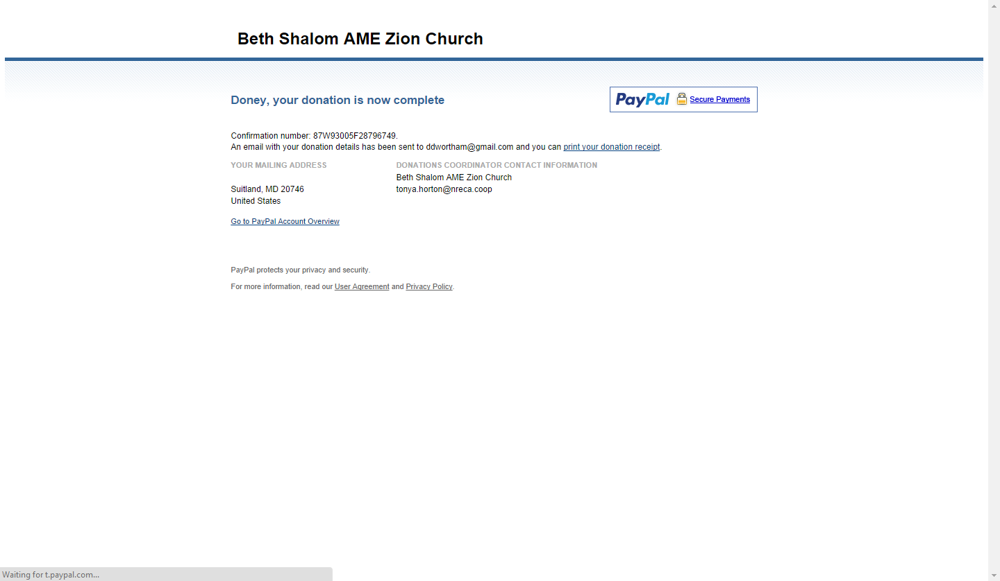 Beth Shalom AME Zion Church
Doney, your donation is now complete
PayPal Secure Payments
Confirmation number: 87W93005F28796749.
An email with your donation details has been sent to ddwortham@gmail.com and you can print your donation receipt.
YOUR MAILING ADDRESS
Suitland, MD 20746
United States
DONATIONS COORDINATOR CONTACT INFORMATION
Beth Shalom AME Zion Church
tonya.horton@nreca.coop
Go to PayPal Account Overview
PayPal protects your privacy and security.
For more information, read our User Agreement and Privacy Policy.
Waiting for t.paypal.com...